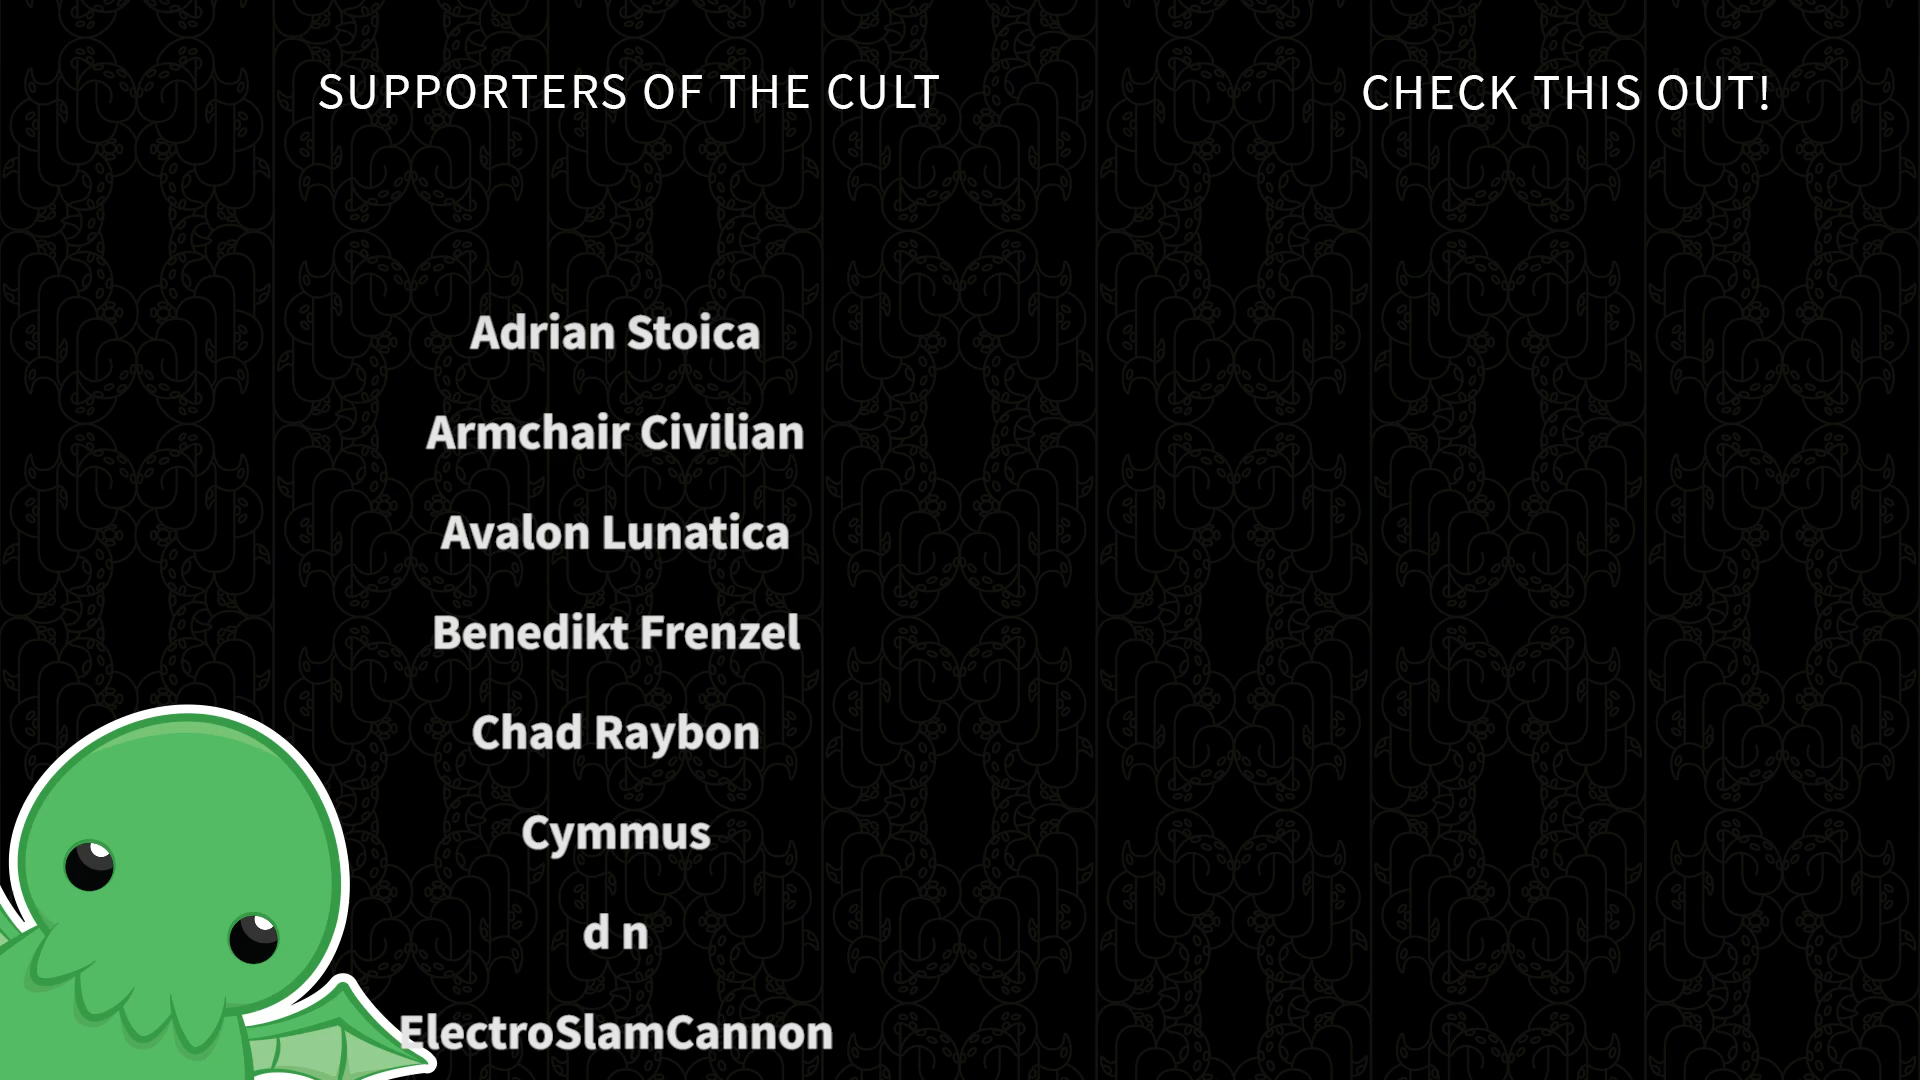 SUPPORTERS OF THE CULT
CHECK THIS OUT!
Adrian Stoica
Armchair Civilian
Avalon Lunatica
Benedikt Frenzel
Chad Raybon
Cymmus
d n
ElectroSlamCannon